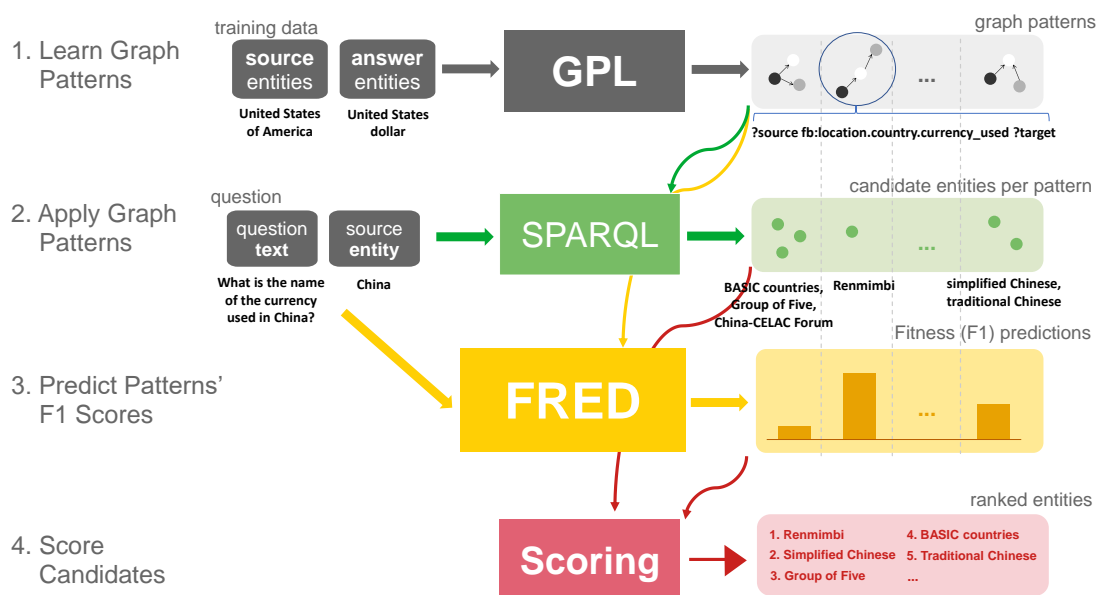 1. Learn Graph
Patterns
training data
source
entities
answer
entities
United States
of America
United States
dollar
GPL
graph patterns
...
?source fb:location.country.currency_used ?target
2. Apply Graph
Patterns
question
question
text
source
entity
What is the name
of the currency
used in China?
China
SPARQL
candidate entities per pattern
...
BASIC countries,
Group of Five,
China-CELAC Forum
Renmimbi
simplified Chinese,
traditional Chinese
3. Predict Patterns’
F1 Scores
FRED
Fitness (F1) predictions
...
4. Score
Candidates
Scoring
ranked entities
1. Renmimbi
2. Simplified Chinese
3. Group of Five
4. BASIC countries
5. Traditional Chinese
...